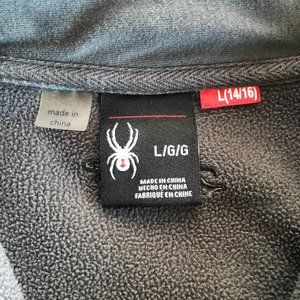 made in
china
L/G/G
MADE IN CHINA
HECHO EN CHINA
FABRIQUÉ EN CHINE
L(14/16)